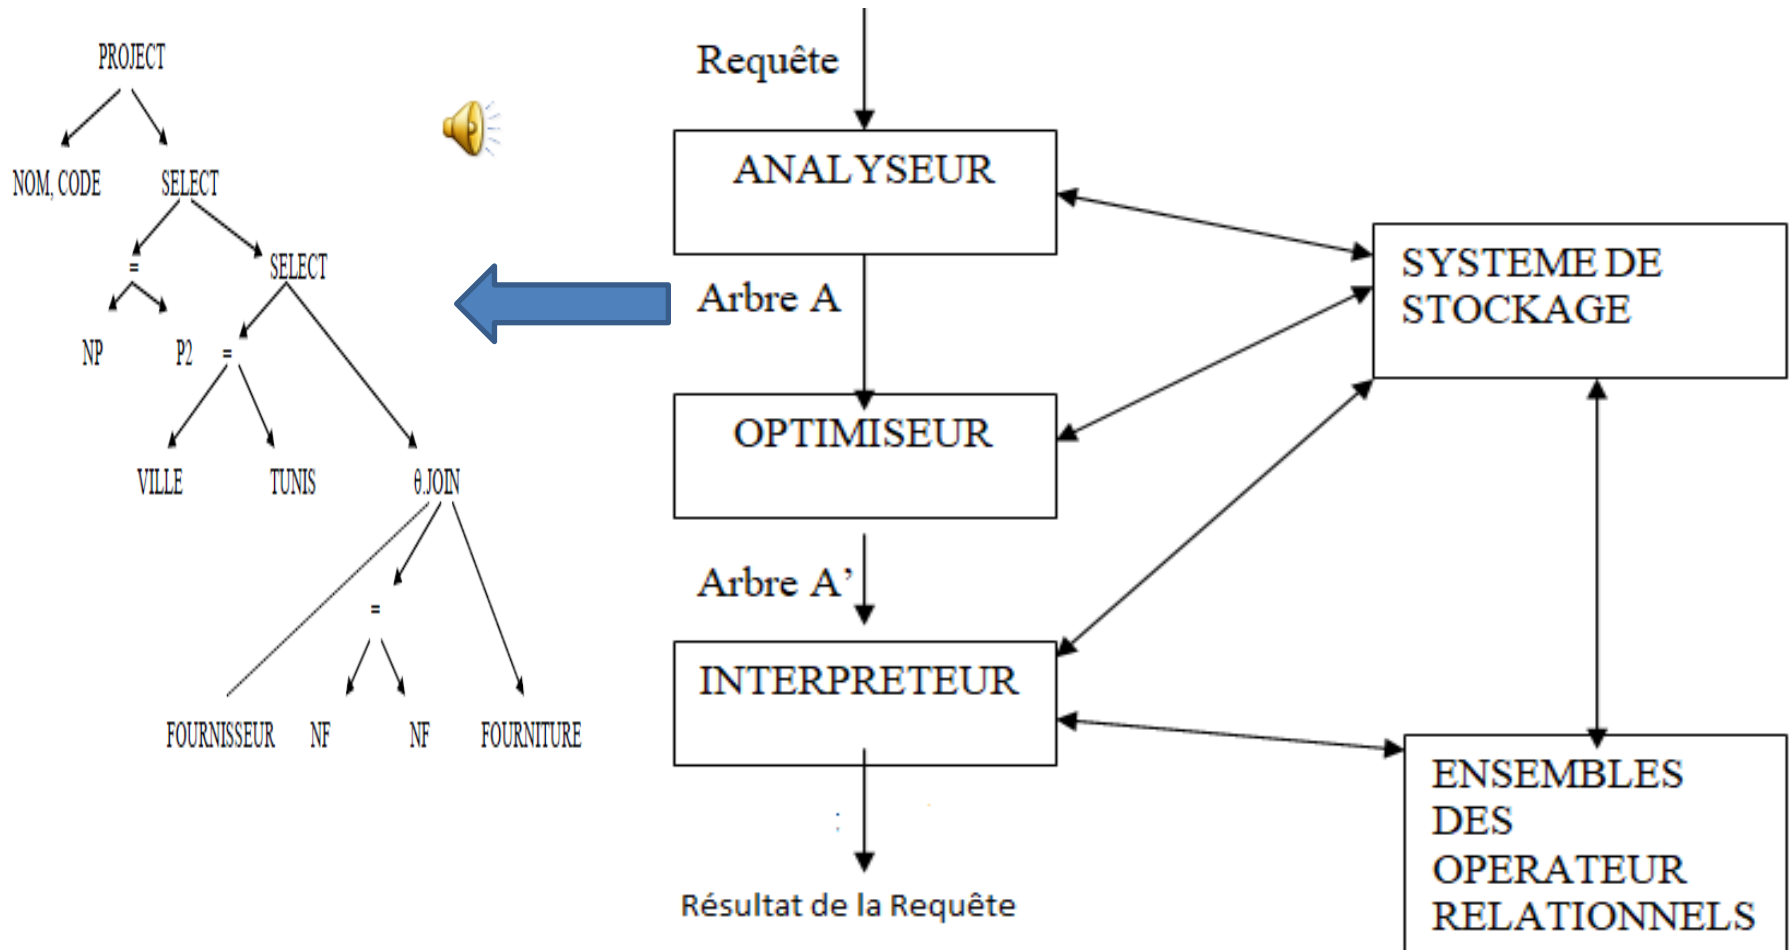 PROJECT
NOM, CODE
SELECT
=
SELECT
NP
P2
=
VILLE
TUNIS
θ.JOIN
=
FOURNISSEUR
NF
NF
FOURNITURE
Requête
ANALYSEUR
Arbre A
OPTIMISEUR
Arbre A’
INTERPRETEUR
Résultat de la Requête
SYSTEME DE
STOCKAGE
ENSEMBLES
DES
OPERATEUR
RELATIONNELS